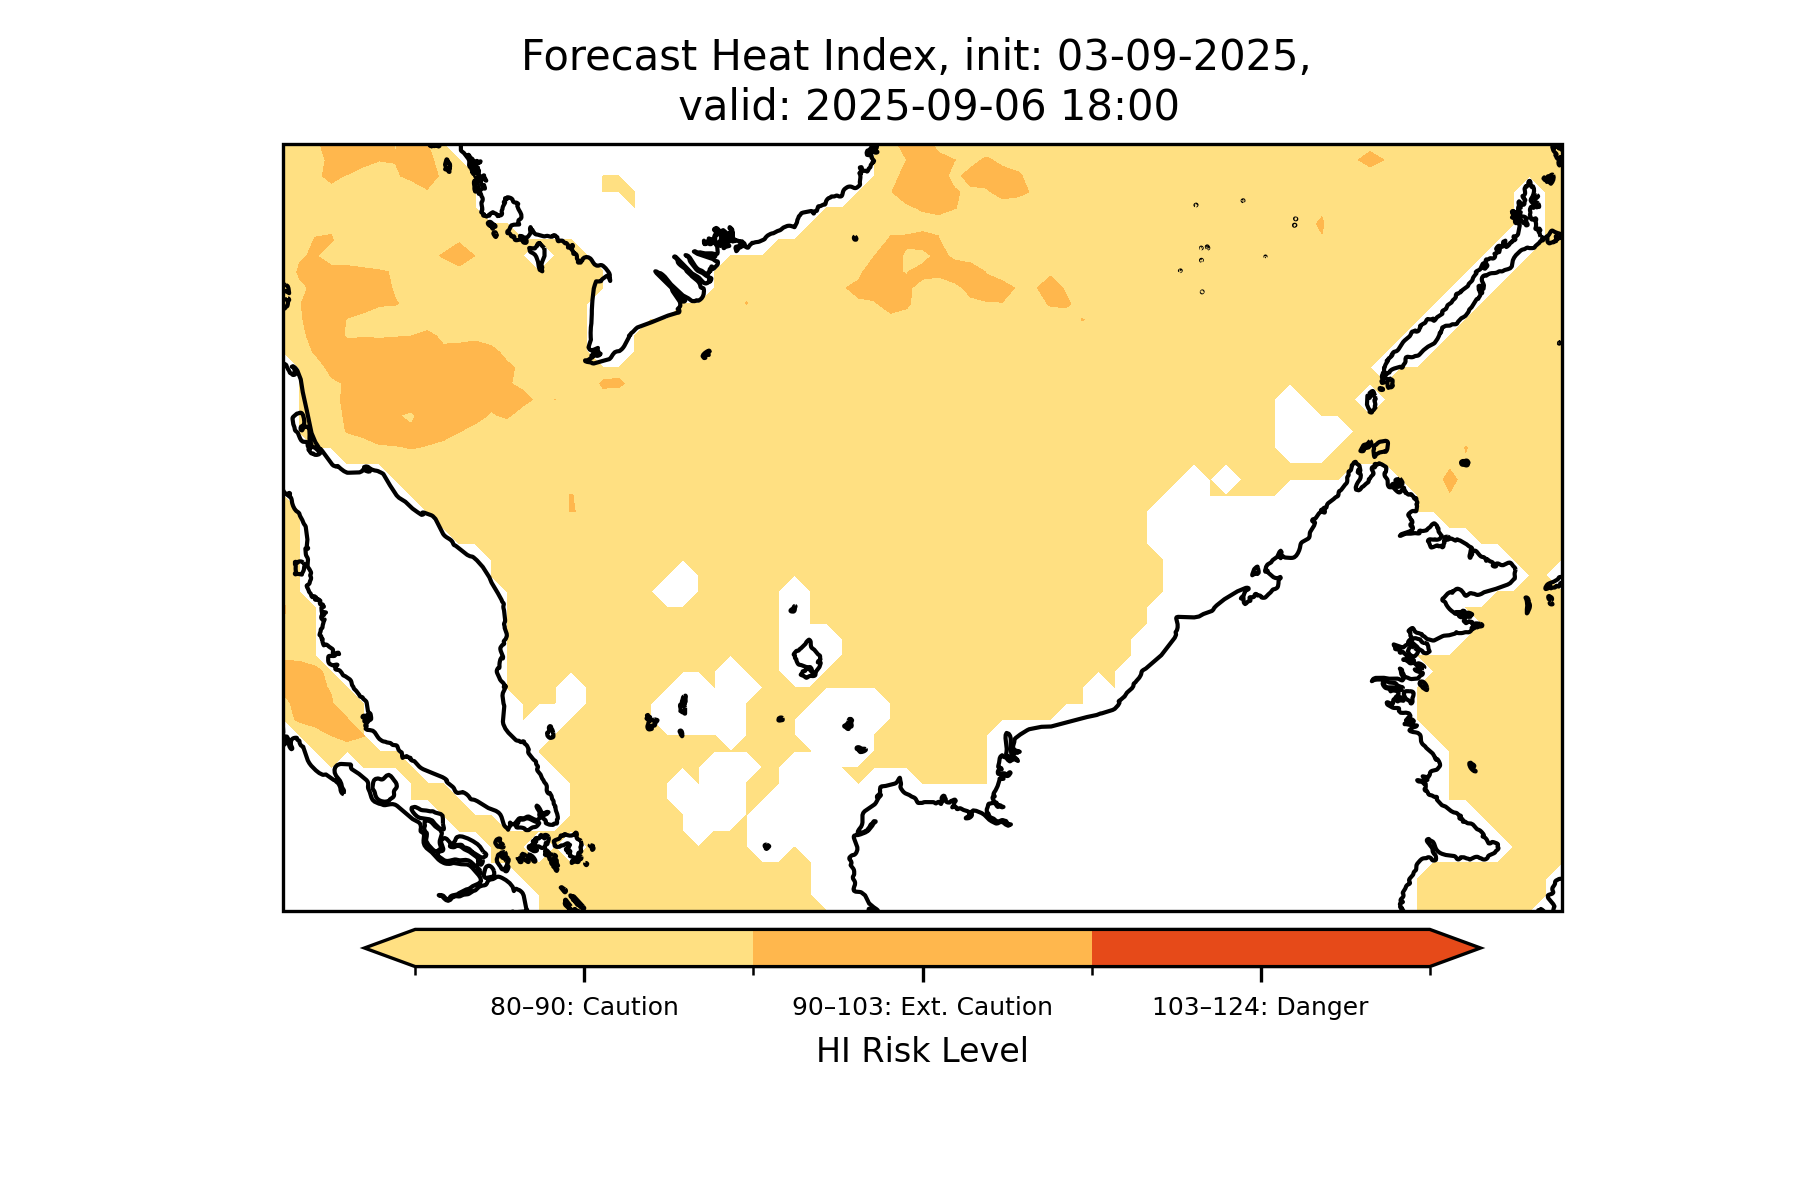 Forecast Heat Index, init: 03-09-2025,
valid: 2025-09-06 18:00
80–90: Caution
90–103: Ext. Caution
103–124: Danger
HI Risk Level